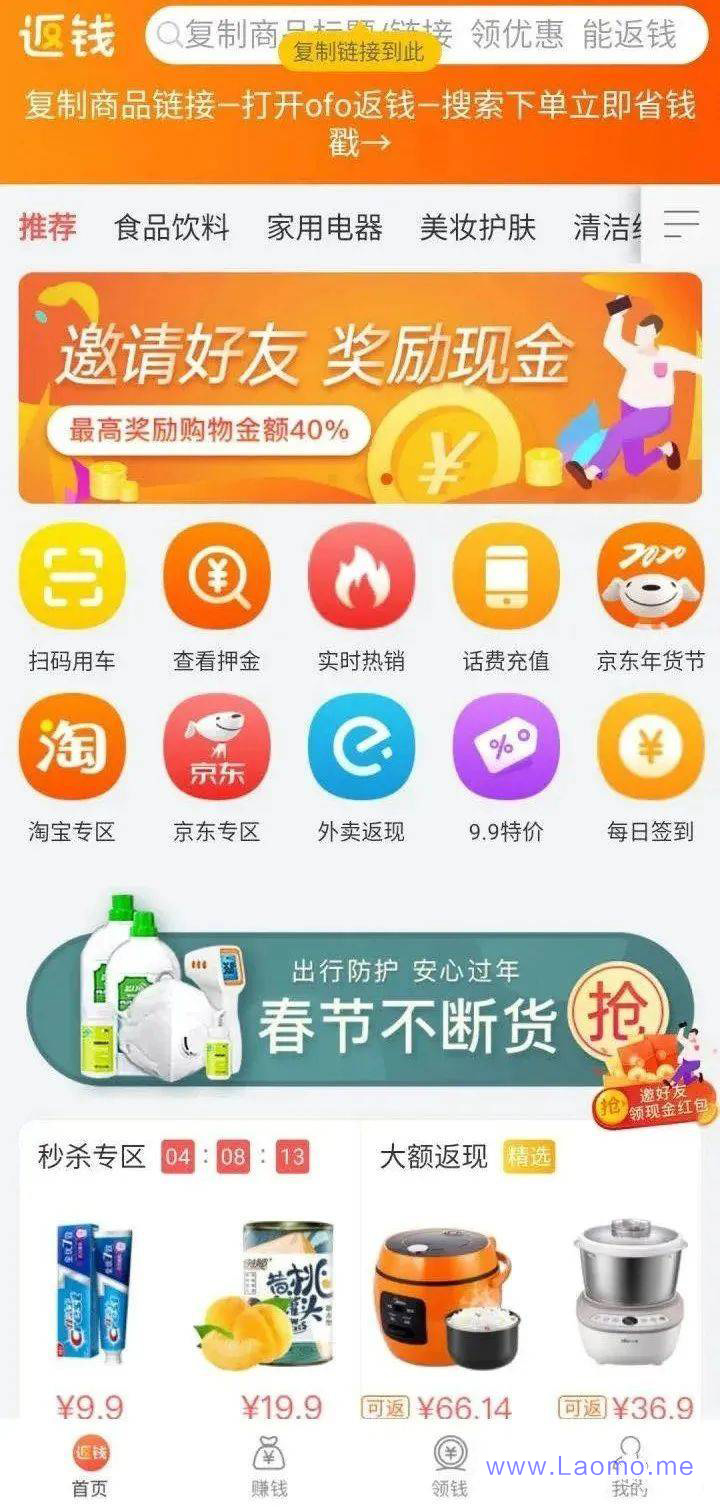 返钱
复制商品标题/链接 领优惠 能返钱
复制链接到此
复制商品链接—打开ofo返钱—搜索下单立即省钱
戳→
推荐 食品饮料 家用电器 美妆护肤
邀请好友 奖励现金
最高奖励购物金额40%
¥
2020
扫码用车 查看押金 实时热销 话费充值 京东年货节
淘 京东 %
淘宝专区 京东专区 外卖返现 9.9特价 每日签到
出行防护 安心过年
春节不断货
抢
邀好友
抢 领现金红包
秒杀专区 04 : 08 : 13 大额返现 精选
Crest
黄桃
罐头
¥9.9 ¥19.9 可返 ¥66.14 可返 ¥36.9
返钱
首页 赚钱 领钱 我的
www.Laomo.me